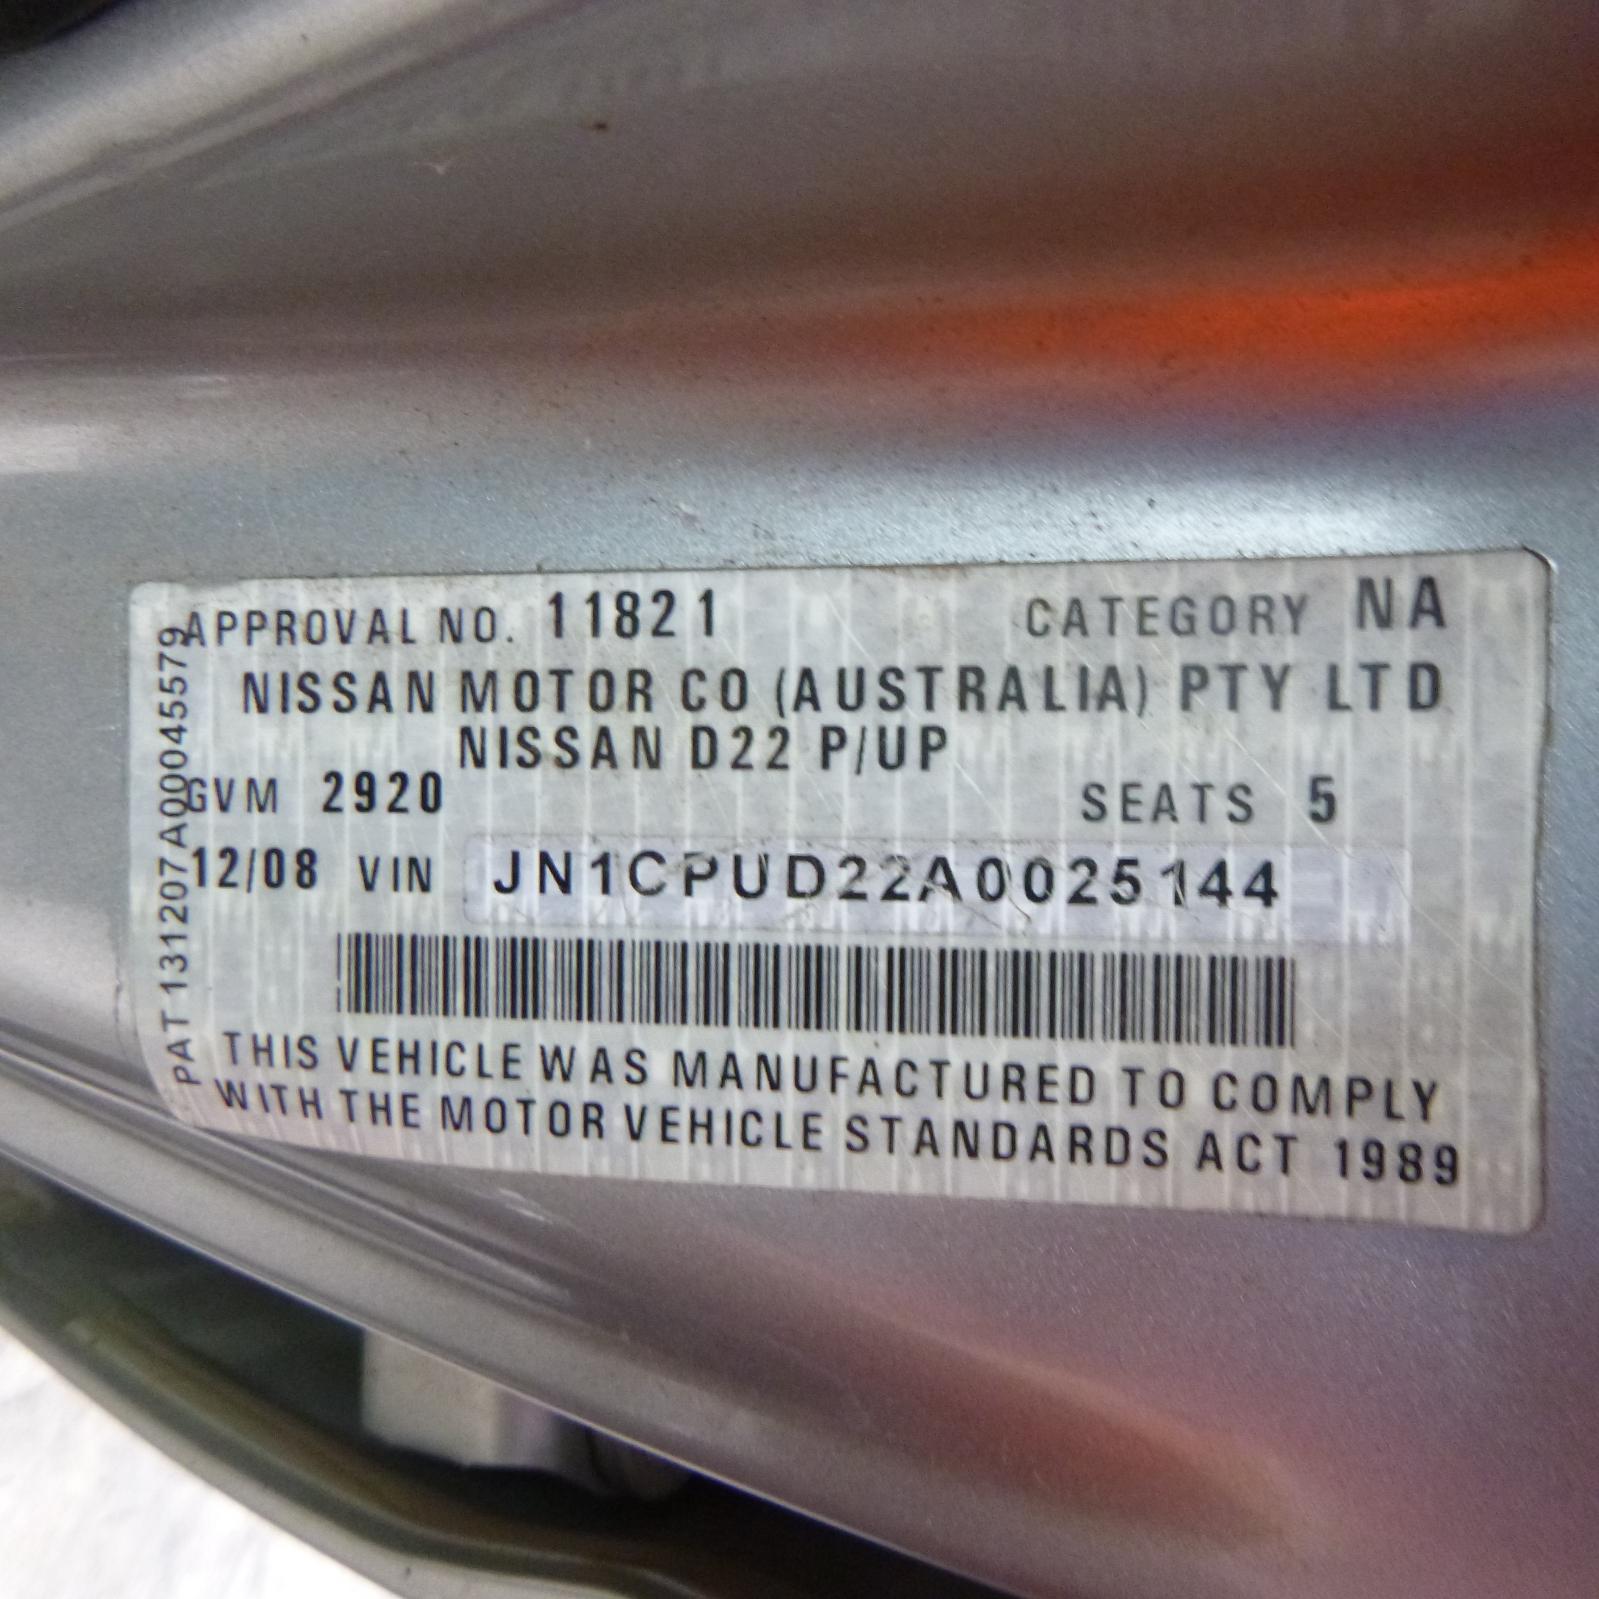 APPROVAL NO. 11821 CATEGORY NA
NISSAN MOTOR CO (AUSTRALIA) PTY LTD
NISSAN D22 P/UP
GVM 2920 SEATS 5
12/08 VIN JN1CPUD22A0025144
THIS VEHICLE WAS MANUFACTURED TO COMPLY
WITH THE MOTOR VEHICLE STANDARDS ACT 1989
PAT 131207A00045579